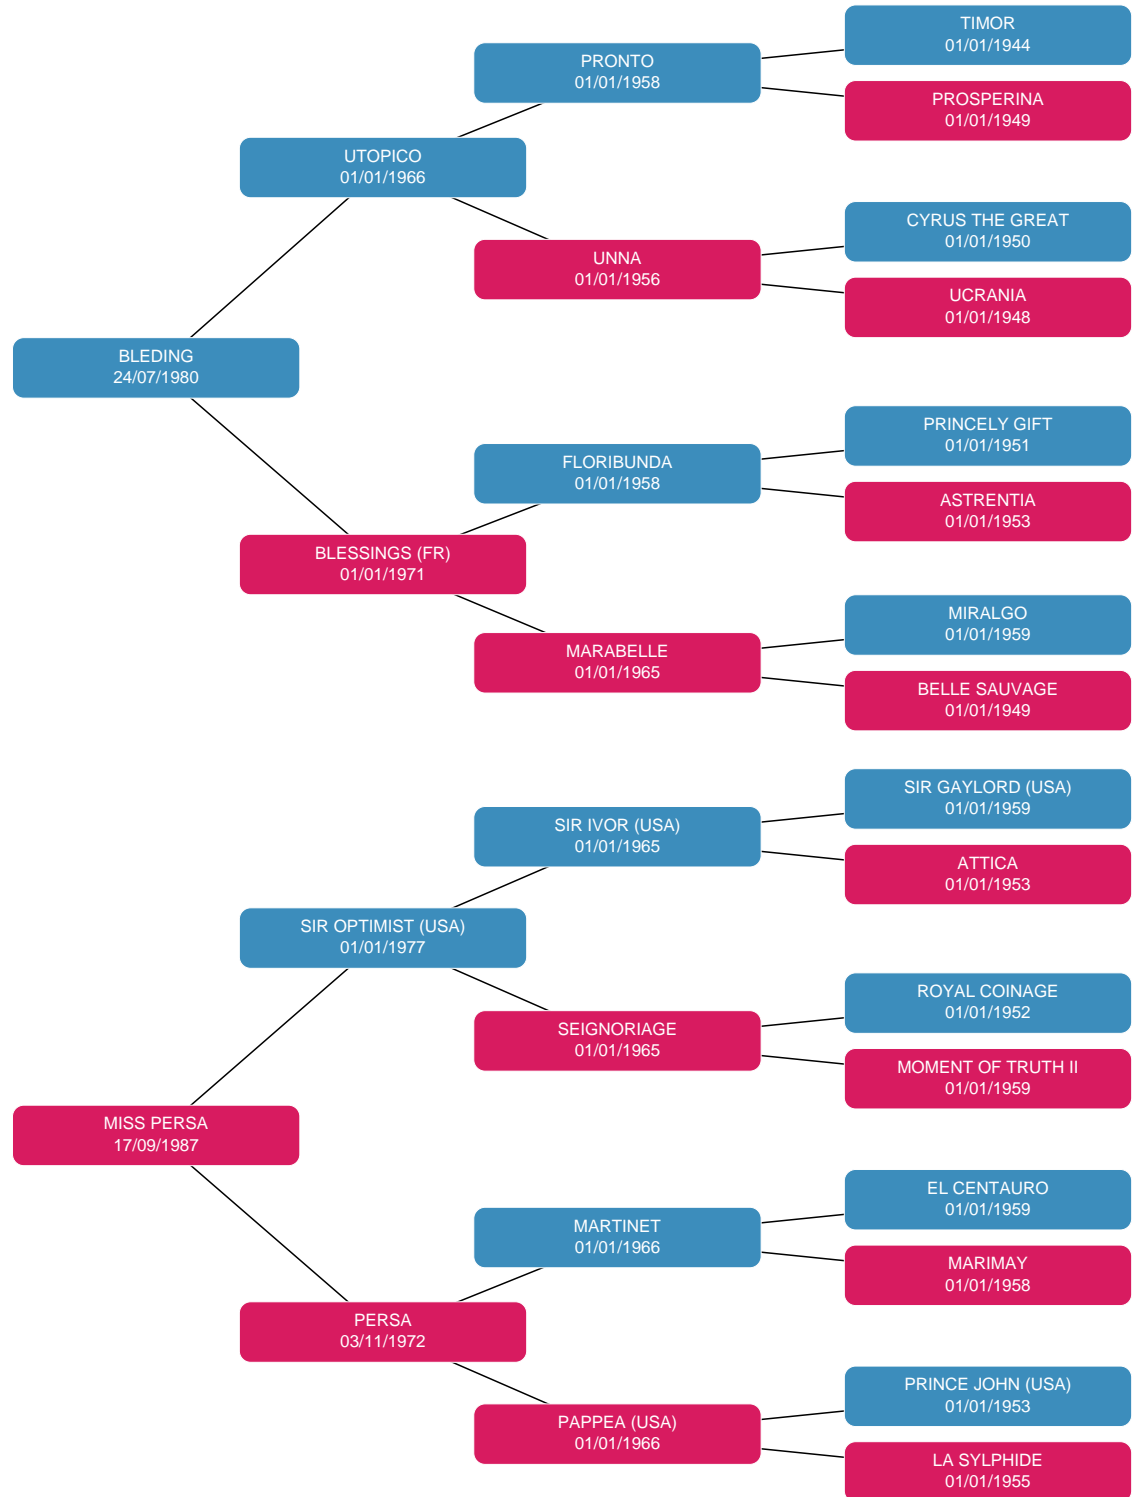 TIMOR
01/01/1944
PRONTO
01/01/1958
PROSPERINA
01/01/1949
UTOPICO
01/01/1966
CYRUS THE GREAT
01/01/1950
UNNA
01/01/1956
UCRANIA
01/01/1948
BLEDING
24/07/1980
PRINCELY GIFT
01/01/1951
FLORIBUNDA
01/01/1958
ASTRENTIA
01/01/1953
BLESSINGS (FR)
01/01/1971
MIRALGO
01/01/1959
MARABELLE
01/01/1965
BELLE SAUVAGE
01/01/1949
SIR GAYLORD (USA)
01/01/1959
SIR IVOR (USA)
01/01/1965
ATTICA
01/01/1953
SIR OPTIMIST (USA)
01/01/1977
ROYAL COINAGE
01/01/1952
SEIGNORIAGE
01/01/1965
MOMENT OF TRUTH II
01/01/1959
MISS PERSA
17/09/1987
EL CENTAURO
01/01/1959
MARTINET
01/01/1966
MARIMAY
01/01/1958
PERSA
03/11/1972
PRINCE JOHN (USA)
01/01/1953
PAPPEA (USA)
01/01/1966
LA SYLPHIDE
01/01/1955